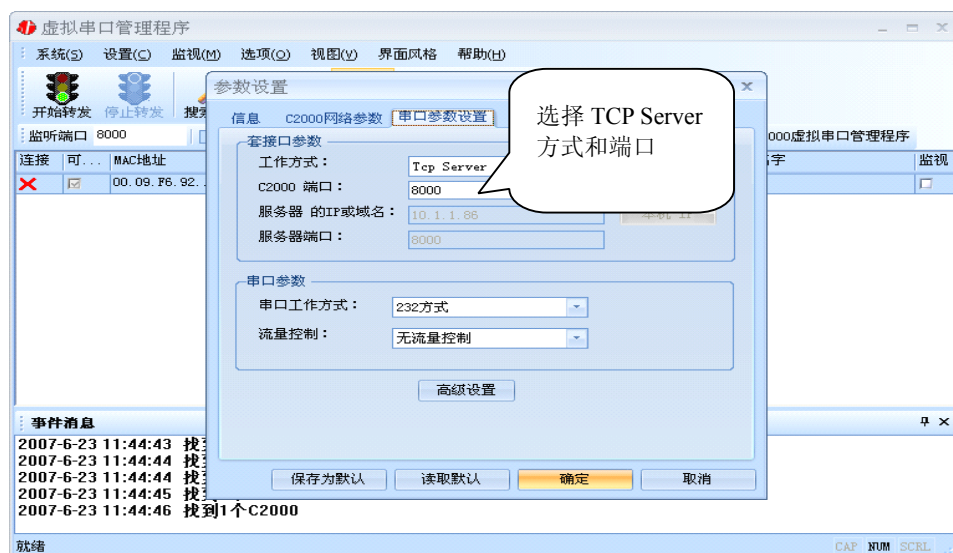 虚拟串口管理程序
系统(S) 设置(C) 监视(M) 选项(O) 视图(V) 界面风格 帮助(H)
开始转发 停止转发
监听端口 8000
000虚拟串口管理程序
连接 可... MAC地址 字 监视
00.09.F6.92.
参数设置
信息 C2000网络参数 串口参数设置
选择 TCP Server
方式和端口
套接口参数
工作方式： Tcp Server
C2000 端口： 8000
服务器 的IP或域名： 10.1.1.86
服务器端口： 8000
串口参数
串口工作方式： 232方式
流量控制： 无流量控制
高级设置
保存为默认 读取默认 确定 取消
事件消息
2007-6-23 11:44:43 找
2007-6-23 11:44:44 找
2007-6-23 11:44:44 找
2007-6-23 11:44:45 找
2007-6-23 11:44:46 找到1个C2000
就绪
CAP NUM SCRL